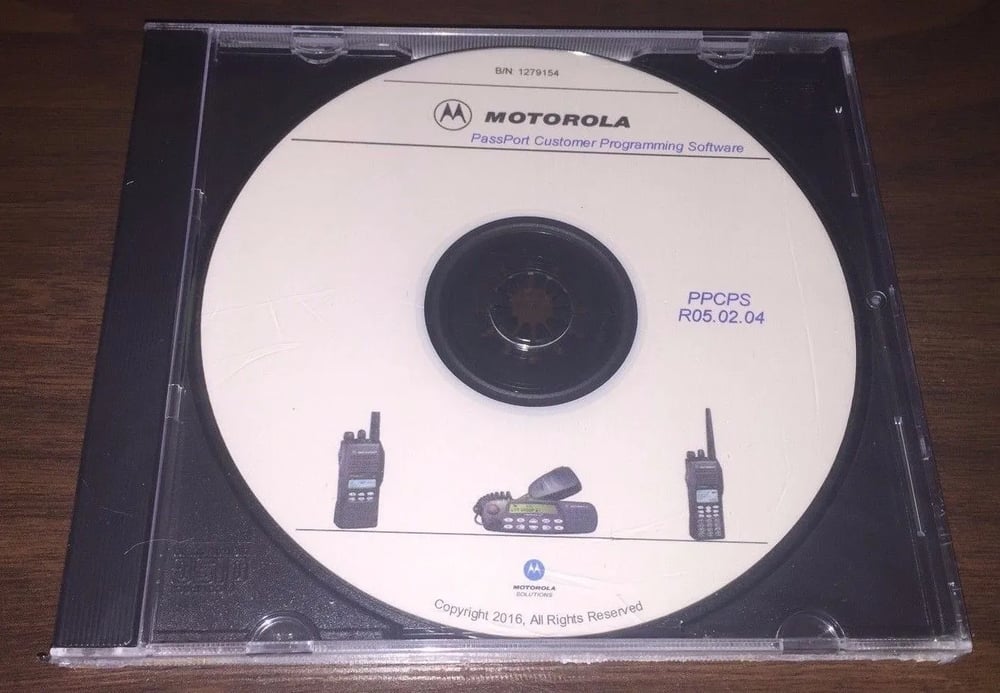 B/N: 1279154
MOTOROLA
PassPort Customer Programming Software
PPCPS
R05.02.04
MOTOROLA
SOLUTIONS
Copyright 2016, All Rights Reserved